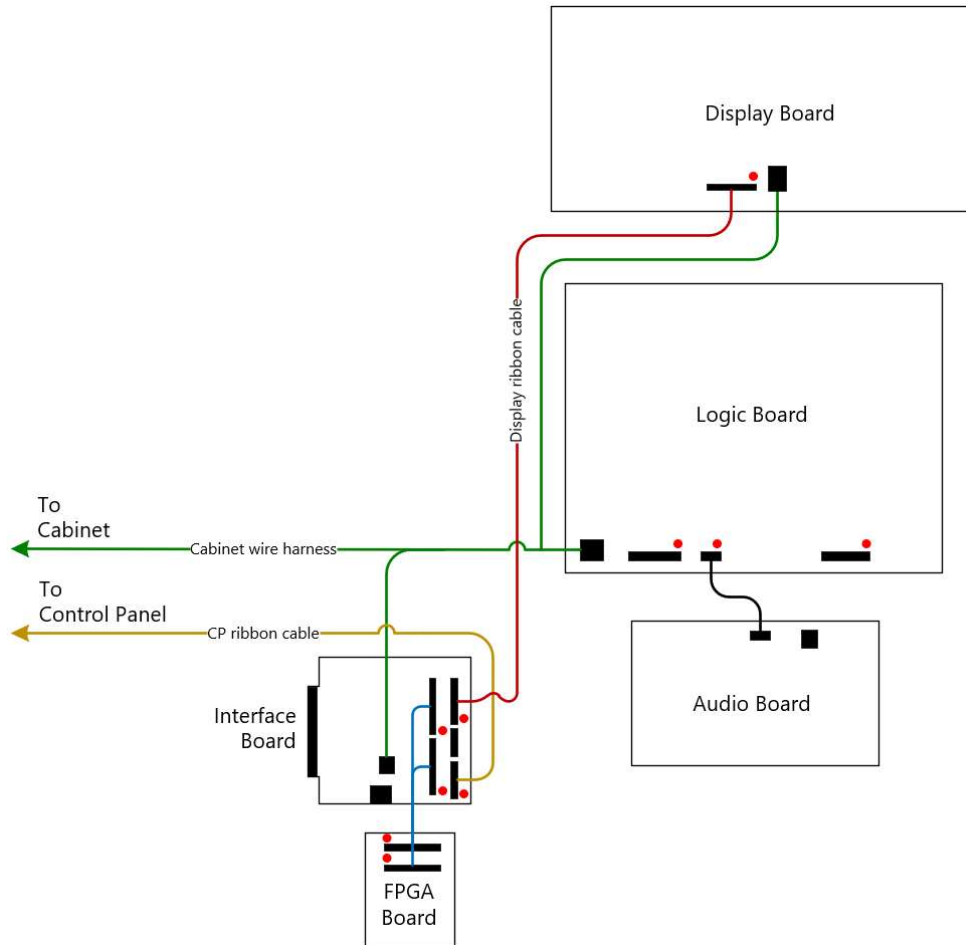 Display Board
Display ribbon cable
Logic Board
To
Cabinet
Cabinet wire harness
To
Control Panel
CP ribbon cable
Interface
Board
Audio Board
FPGA
Board